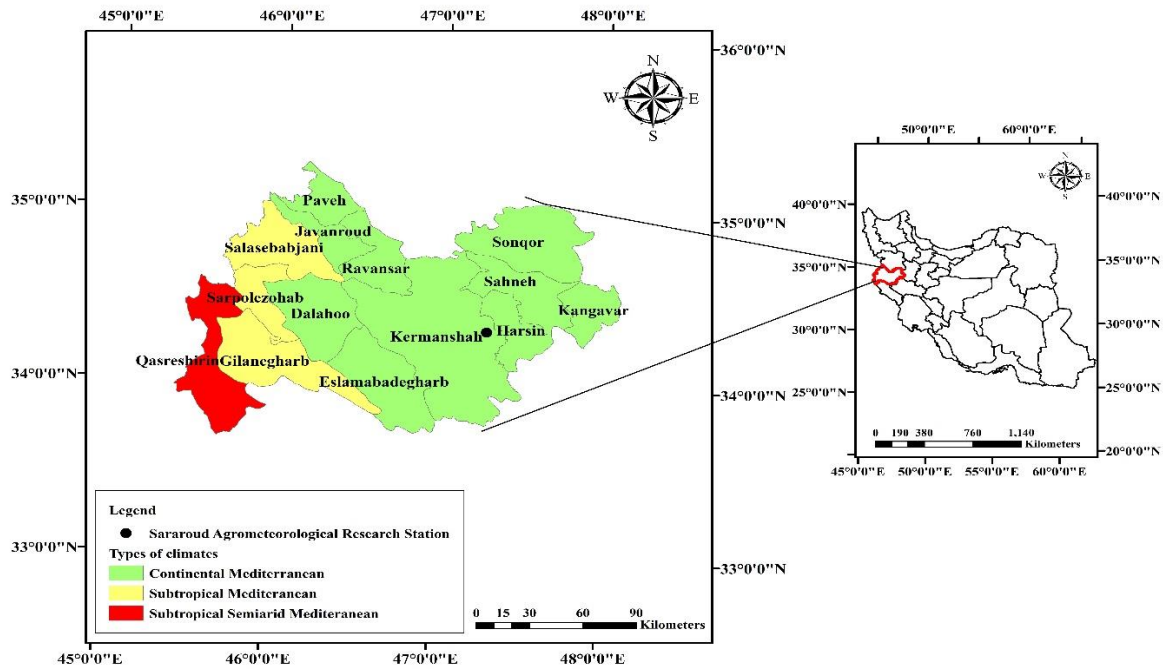 45°0'0"E 46°0'0"E 47°0'0"E 48°0'0"E
36°0'0"N
N
W E
S
35°0'0"N
35°0'0"N
Paveh
Javanroud
Salasebabjani
Ravansar
Sonqor
Sahneh
Sarpolezohab
Dalahoo
Kangavar
Kermanshah
Harsin
34°0'0"N
Qasreshirin
Gilanegharb
Eslamabadegharb
34°0'0"N
33°0'0"N
33°0'0"N
Legend
Sararoud Agrometeorological Research Station
Types of climates
Continental Mediterranean
Subtropical Mediterranean
Subtropical Semiarid Mediteranean
0 15 30 60 90
Kilometers
45°0'0"E 46°0'0"E 47°0'0"E 48°0'0"E
50°0'0"E 60°0'0"E
N
W E
S
40°0'0"N
40°0'0"N
35°0'0"N
35°0'0"N
30°0'0"N
30°0'0"N
25°0'0"N
25°0'0"N
20°0'0"N
0 190 380 760 1,140
Kilometers
45°0'0"E 50°0'0"E 55°0'0"E 60°0'0"E